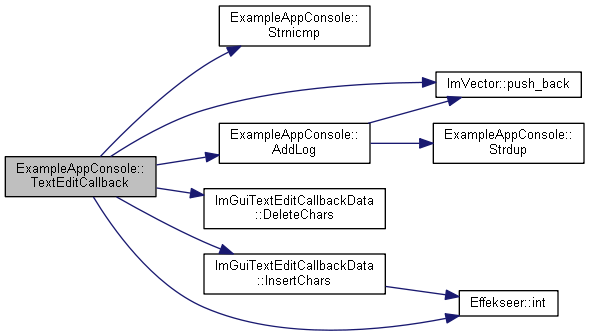 ExampleAppConsole::
Strnicmp
ImVector::push_back
ExampleAppConsole::
AddLog
ExampleAppConsole::
Strdup
ExampleAppConsole::
TextEditCallback
ImGuiTextEditCallbackData
::DeleteChars
ImGuiTextEditCallbackData
::InsertChars
Effekseer::int